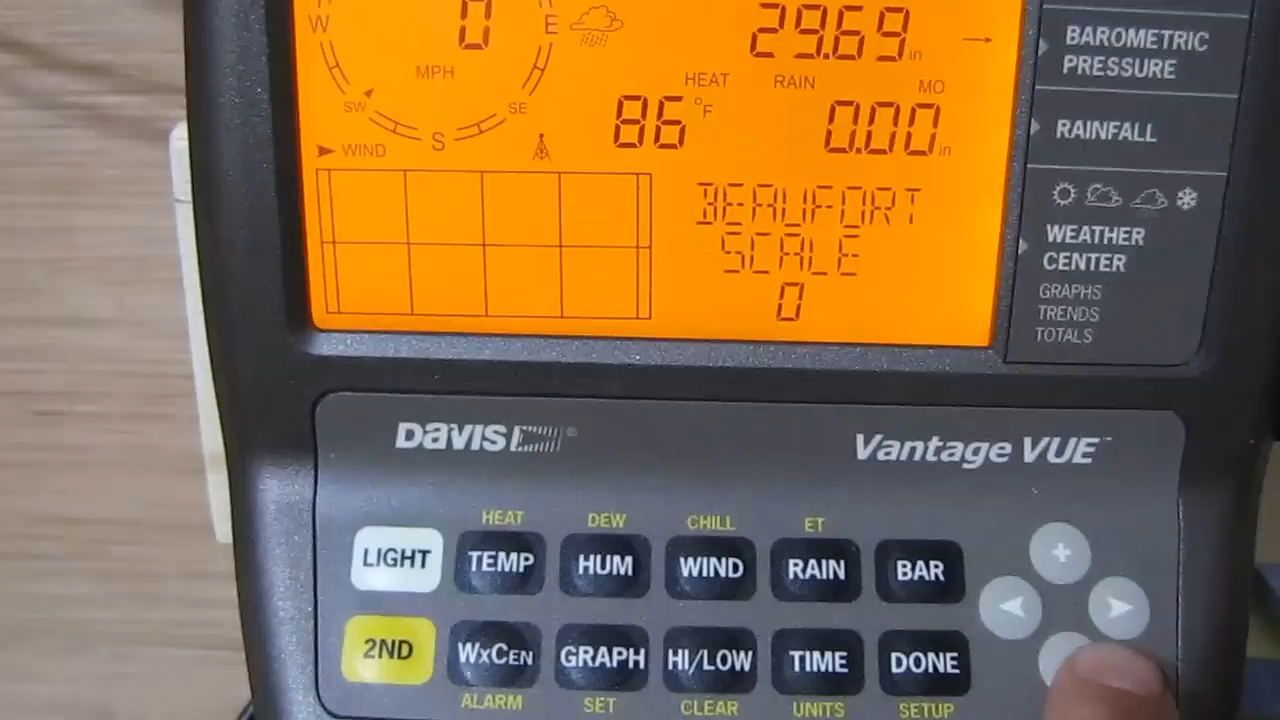 W 0 E
MPH
SW SE
S
WIND
29.69 in
HEAT RAIN MO
86 °F 0.00 in
BEAUFORT
SCALE
0
BAROMETRIC
PRESSURE
RAINFALL
WEATHER
CENTER
GRAPHS
TRENDS
TOTALS
DAVIS®
Vantage VUE™
HEAT DEW CHILL ET
LIGHT TEMP HUM WIND RAIN BAR
+
2ND WxCEN GRAPH HI/LOW TIME DONE
ALARM SET CLEAR UNITS SETUP